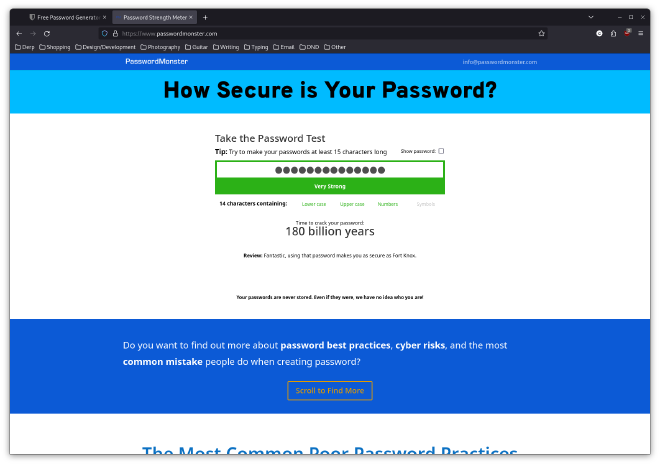 Free Password Generator
Password Strength Meter
https://www.passwordmonster.com
Derp Shopping Design/Development Photography Guitar Writing Typing Email DND Other
PasswordMonster
info@passwordmonster.com
How Secure is Your Password?
Take the Password Test
Tip: Try to make your passwords at least 15 characters long
Show password:
Very Strong
14 characters containing: Lower case Upper case Numbers Symbols
Time to crack your password:
180 billion years
Review: Fantastic, using that password makes you as secure as Fort Knox.
Your passwords are never stored. Even if they were, we have no idea who you are!
Do you want to find out more about password best practices, cyber risks, and the most
common mistake people do when creating password?
Scroll to Find More
The Most Common Poor Password Practices